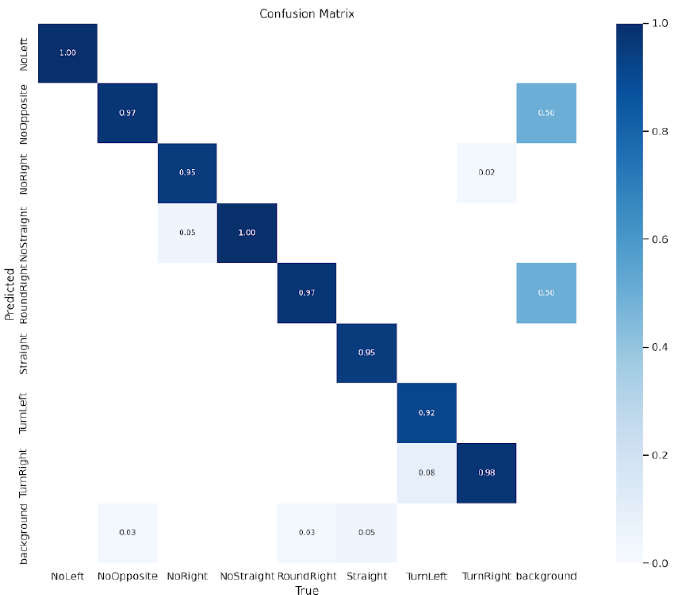 Confusion Matrix
NoLeft
1.00
NoOpposite
0.97
0.50
NoRight
0.95
0.02
NoStraight
0.05
1.00
RoundRight
0.97
0.50
Straight
0.95
TurnLeft
0.92
TurnRight
0.08
0.98
background
0.03
0.03
0.05
Predicted
NoLeft NoOpposite NoRight NoStraight RoundRight Straight TurnLeft TurnRight background
True
1.0
0.8
0.6
0.4
0.2
0.0